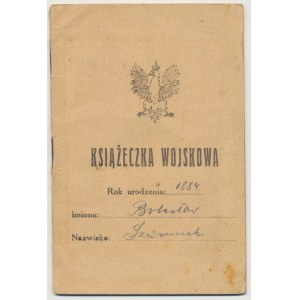 KSIĄŻECZKA WOJSKOWA
Rok urodzenia: 1884
imiona: Bolesław
Nazwisko: